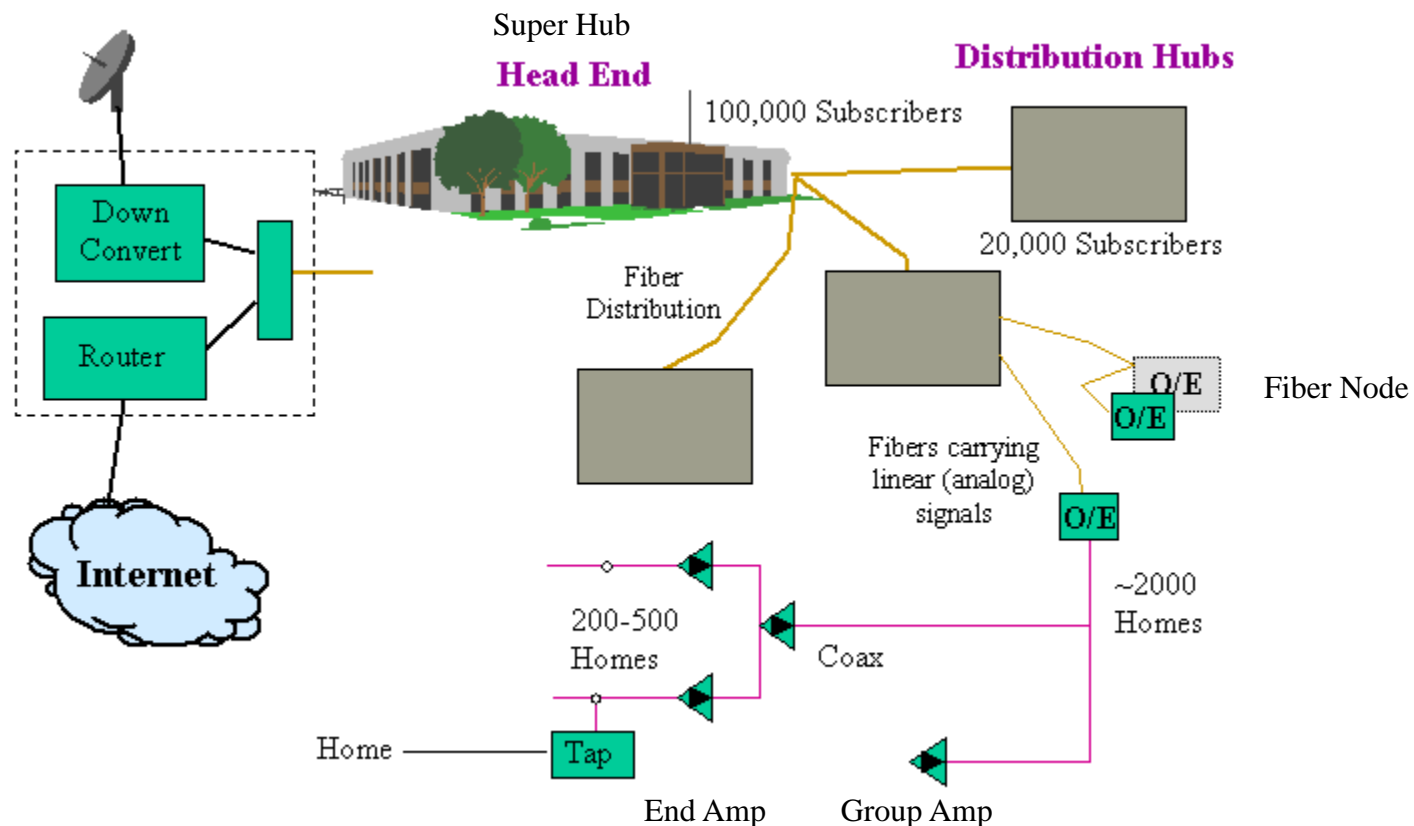 Super Hub
Head End
Distribution Hubs
100,000 Subscribers
Down
Convert
20,000 Subscribers
Fiber
Distribution
Router
O/E
O/E
Fiber Node
Fibers carrying
linear (analog)
signals
O/E
Internet
~2000
Homes
200-500
Homes
Coax
Home
Tap
End Amp
Group Amp